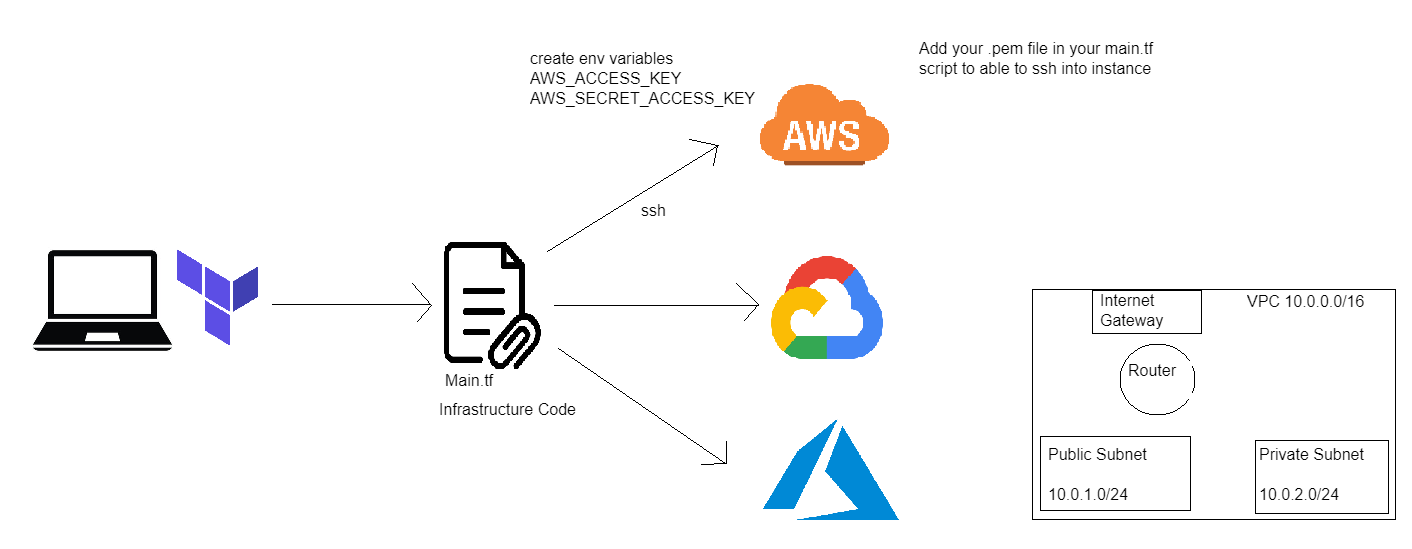 create env variables
AWS_ACCESS_KEY
AWS_SECRET_ACCESS_KEY
Add your .pem file in your main.tf
script to able to ssh into instance
AWS
ssh
Main.tf
Infrastructure Code
Internet
Gateway
VPC 10.0.0.0/16
Router
Public Subnet
10.0.1.0/24
Private Subnet
10.0.2.0/24